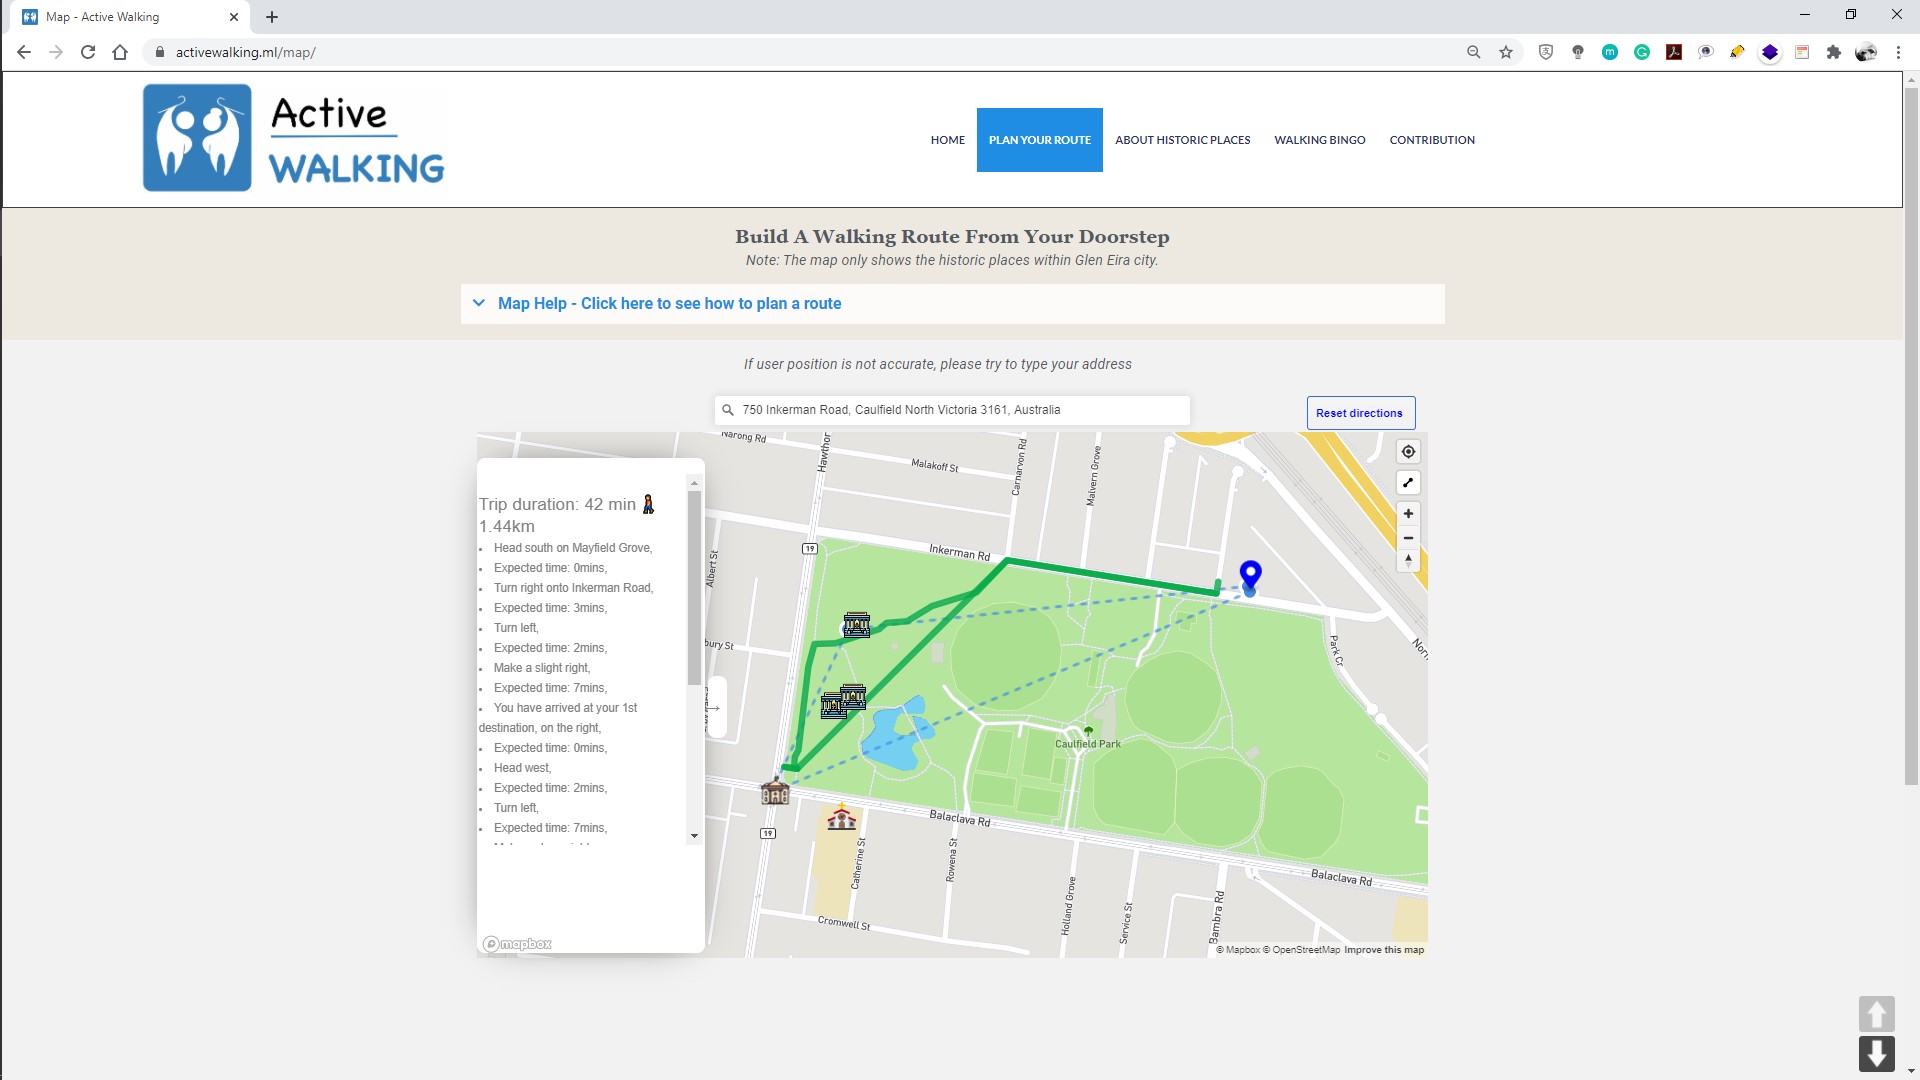 Map - Active Walking
activewalking.ml/map/
Active
WALKING
HOME
PLAN YOUR ROUTE
ABOUT HISTORIC PLACES
WALKING BINGO
CONTRIBUTION
Build A Walking Route From Your Doorstep
Note: The map only shows the historic places within Glen Eira city.
Map Help - Click here to see how to plan a route
If user position is not accurate, please try to type your address
750 Inkerman Road, Caulfield North Victoria 3161, Australia
Reset directions
Trip duration: 42 min
1.44km
Head south on Mayfield Grove,
Expected time: 0mins,
Turn right onto Inkerman Road,
Expected time: 3mins,
Turn left,
Expected time: 2mins,
Make a slight right,
Expected time: 7mins,
You have arrived at your 1st
destination, on the right,
Expected time: 0mins,
Head west,
Expected time: 2mins,
Turn left,
Expected time: 7mins,
mapbox
Narong Rd
Hawthor
Malakoff St
Carnarvon Rd
Malvern Grove
19
Inkerman Rd
Albert St
bury St
Park Cr
Nor
Caulfield Park
19
Balaclava Rd
Catherine St
Rowena St
Holland Grove
Service St
Bambra Rd
Balaclava Rd
Cromwell St
© Mapbox © OpenStreetMap Improve this map